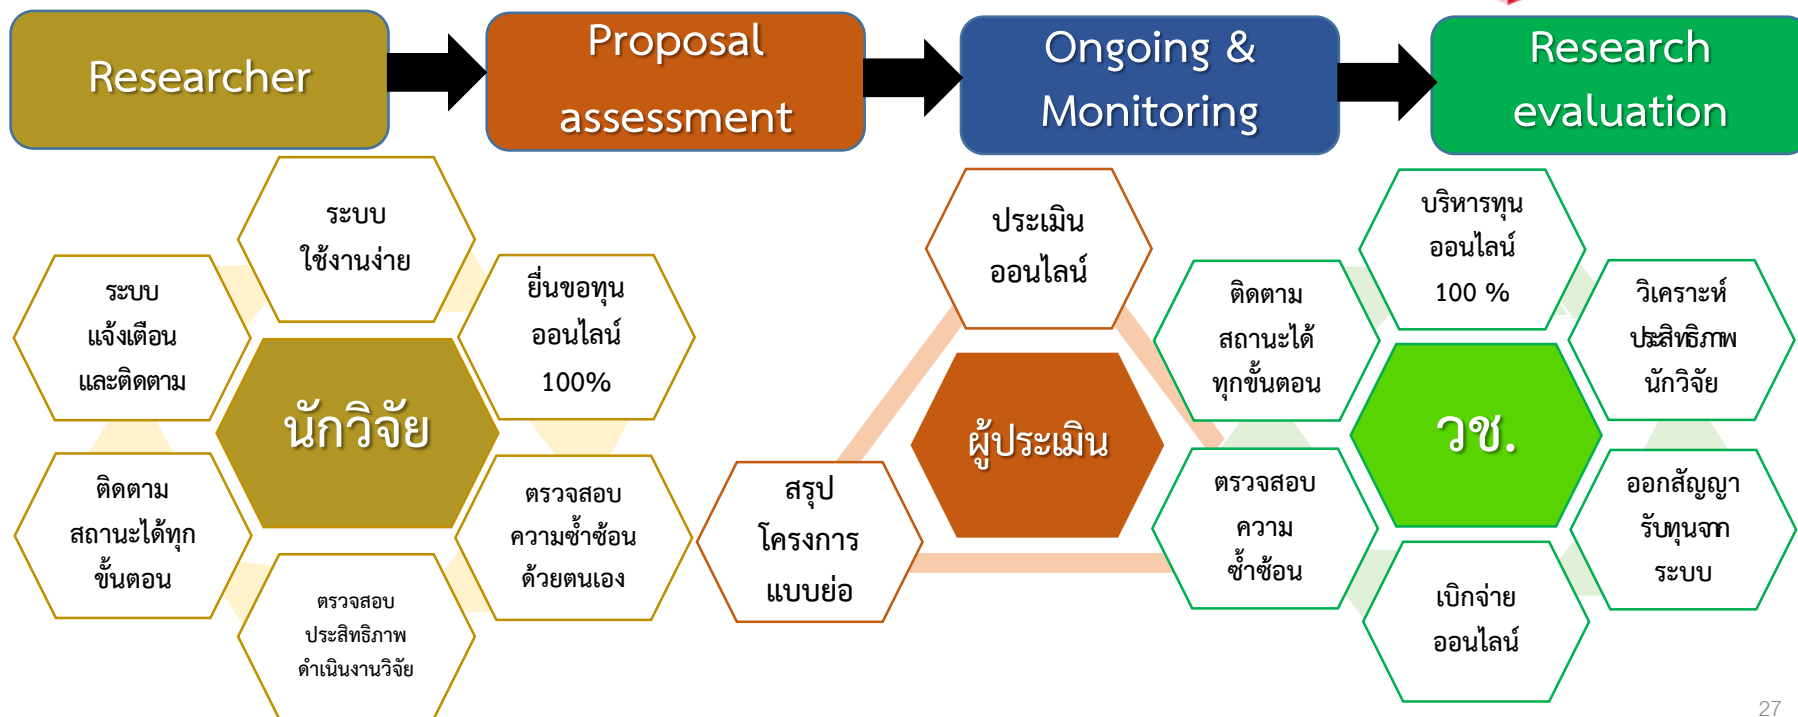 Researcher
Proposal
assessment
Ongoing &
Monitoring
Research
evaluation
ระบบ
ใช้งานง่าย
ยื่นขอทุน
ออนไลน์
100%
ระบบ
แจ้งเตือน
และติดตาม
นักวิจัย
ติดตาม
สถานะได้ทุก
ขั้นตอน
ตรวจสอบ
ความซ้ำซ้อน
ด้วยตนเอง
ตรวจสอบ
ประสิทธิภาพ
ดำเนินงานวิจัย
ประเมิน
ออนไลน์
ผู้ประเมิน
สรุป
โครงการ
แบบย่อ
บริหารทุน
ออนไลน์
100 %
ติดตาม
สถานะได้
ทุกขั้นตอน
วิเคราะห์
ประสิทธิภาพ
นักวิจัย
วช.
ตรวจสอบ
ความ
ซ้ำซ้อน
ออกสัญญา
รับทุนจาก
ระบบ
เบิกจ่าย
ออนไลน์
27